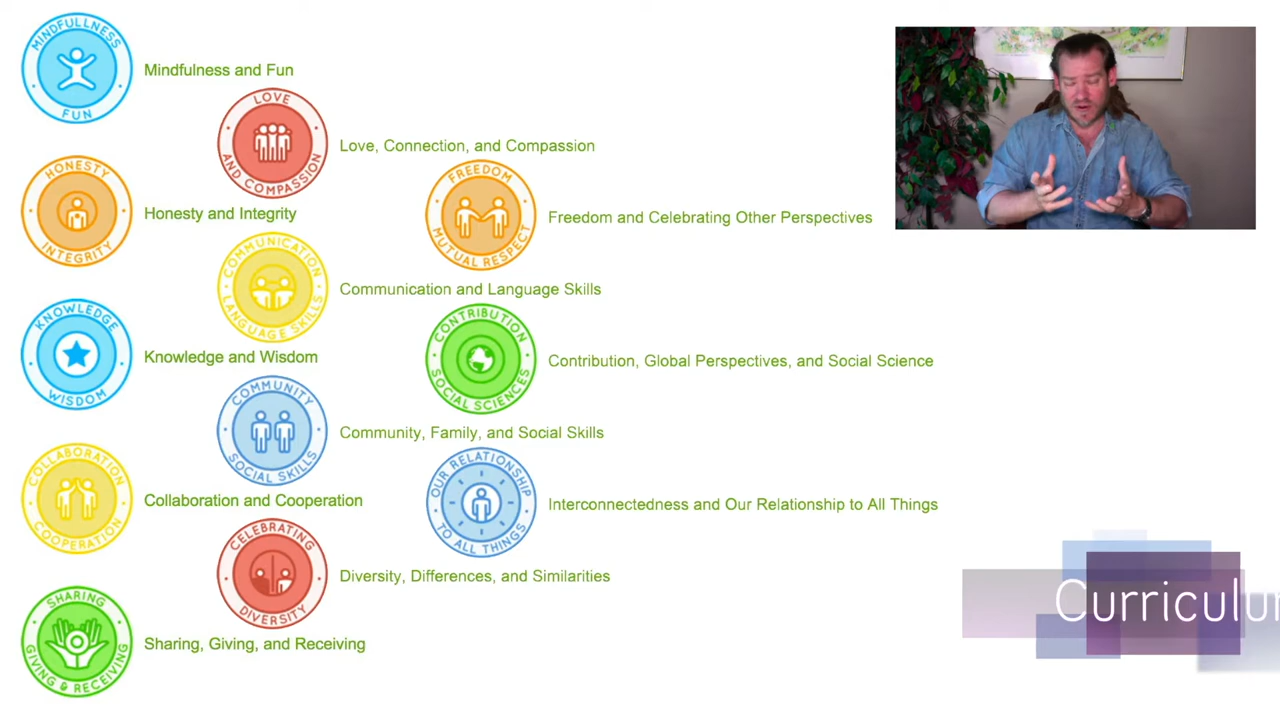 MINDFULLNESS
FUN
Mindfulness and Fun
LOVE
AND COMPASSION
Love, Connection, and Compassion
HONESTY
INTEGRITY
Honesty and Integrity
FREEDOM
MUTUAL RESPECT
Freedom and Celebrating Other Perspectives
COMMUNICATION
LANGUAGE SKILLS
Communication and Language Skills
KNOWLEDGE
WISDOM
Knowledge and Wisdom
CONTRIBUTION
SOCIAL SCIENCES
Contribution, Global Perspectives, and Social Science
COMMUNITY
SOCIAL SKILLS
Community, Family, and Social Skills
COLLABORATION
COOPERATION
Collaboration and Cooperation
OUR RELATIONSHIP
TO ALL THINGS
Interconnectedness and Our Relationship to All Things
CELEBRATING
DIVERSITY
Diversity, Differences, and Similarities
SHARING
GIVING & RECEIVING
Sharing, Giving, and Receiving
Curriculu